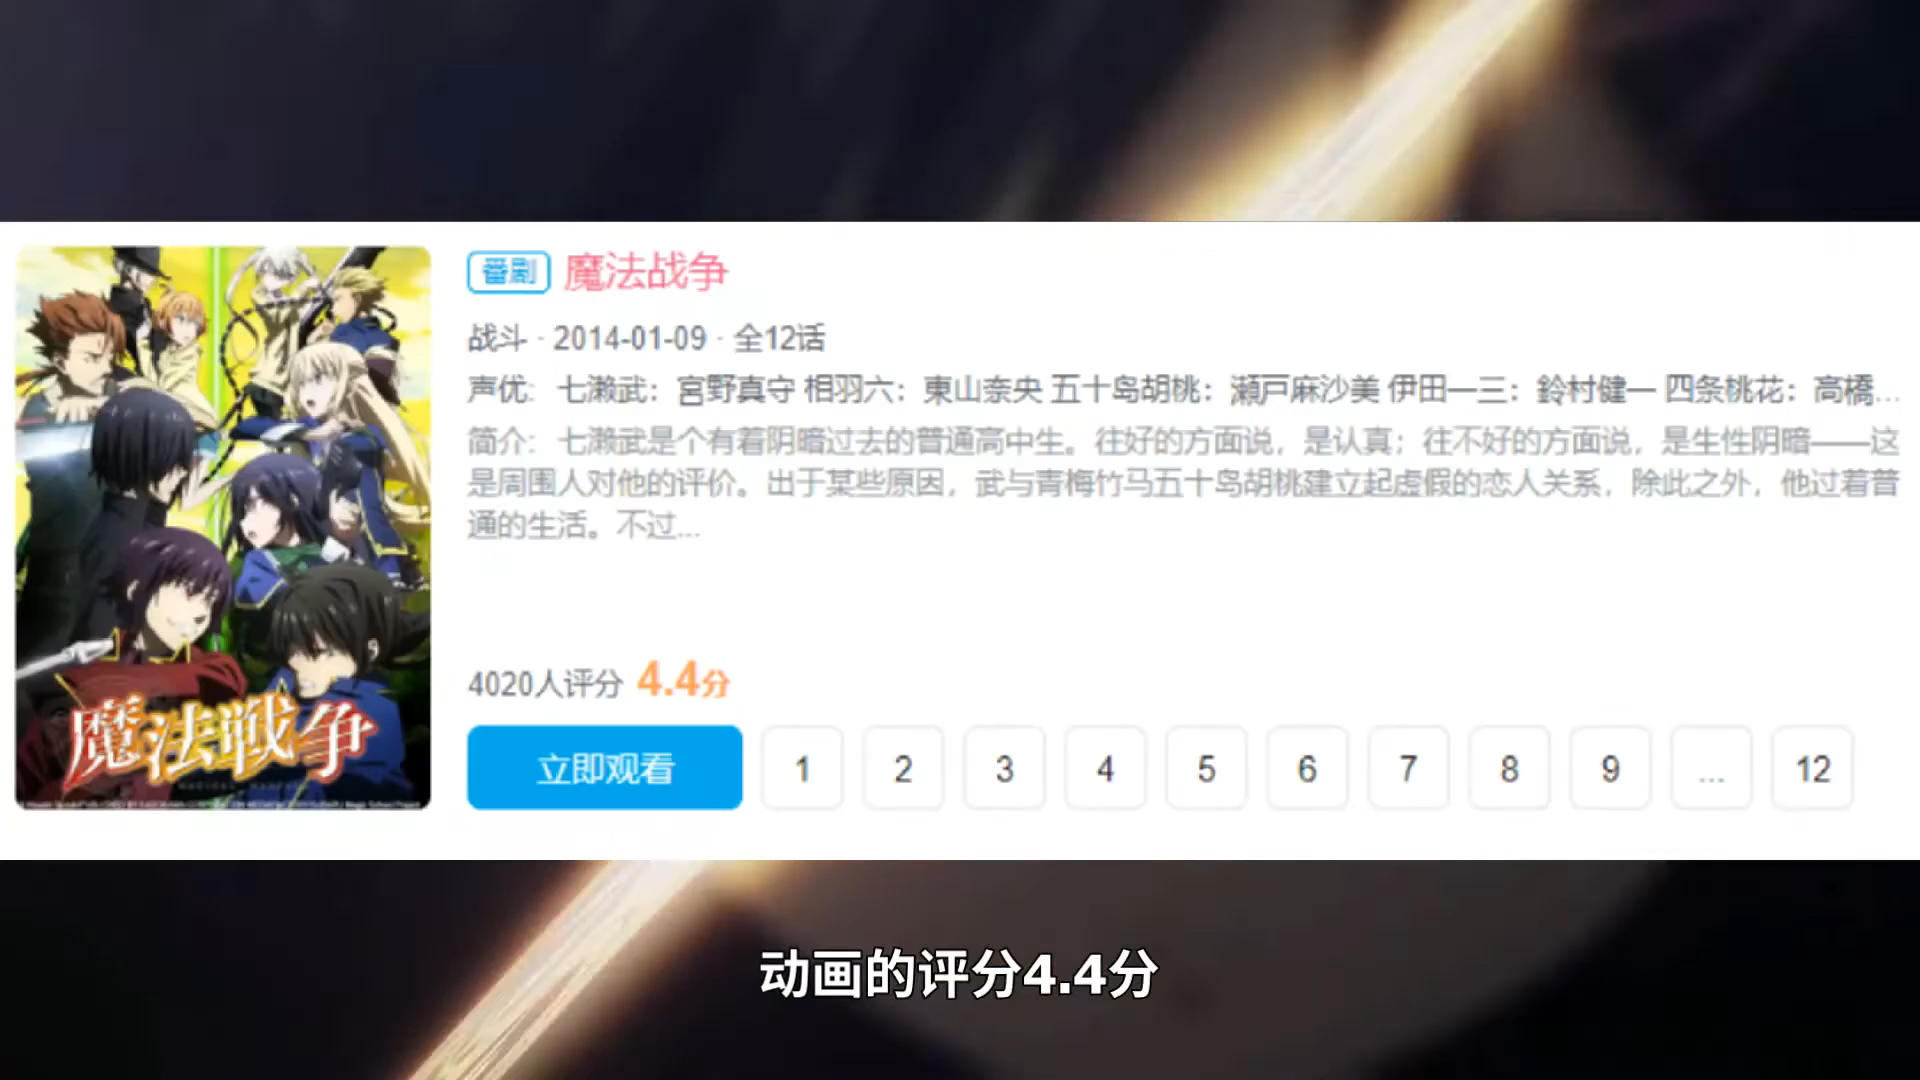 番剧 魔法战争
战斗 · 2014-01-09 · 全12话
声优: 七濑武: 宮野真守 相羽六: 東山奈央 五十岛胡桃: 瀬戸麻沙美 伊田一三: 鈴村健一 四条桃花: 高橋...
简介: 七濑武是个有着阴暗过去的普通高中生。往好的方面说，是认真；往不好的方面说，是生性阴暗——这
是周围人对他的评价。出于某些原因，武与青梅竹马五十岛胡桃建立起虚假的恋人关系，除此之外，他过着普
通的生活。不过...
魔法戦争
4020人评分 4.4分
立即观看 1 2 3 4 5 6 7 8 9 ... 12
动画的评分4.4分